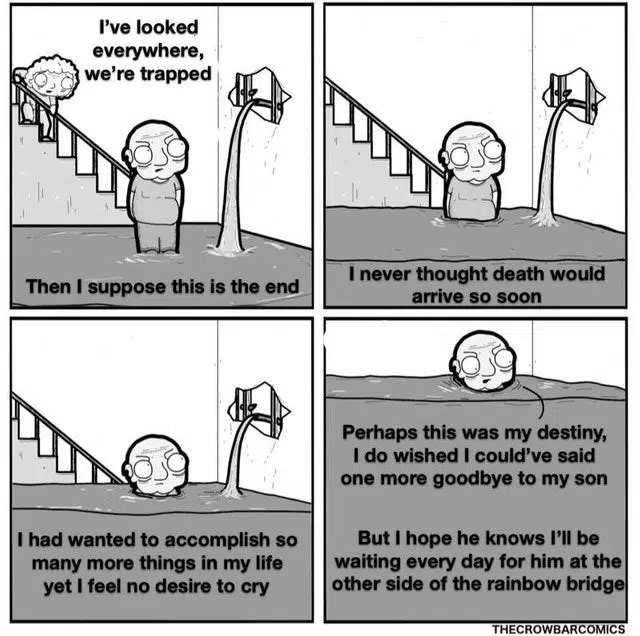 I've looked
everywhere,
we're trapped
Then I suppose this is the end
I never thought death would
arrive so soon
I had wanted to accomplish so
many more things in my life
yet I feel no desire to cry
Perhaps this was my destiny,
I do wished I could've said
one more goodbye to my son
But I hope he knows I'll be
waiting every day for him at the
other side of the rainbow bridge
THECROWBARCOMICS